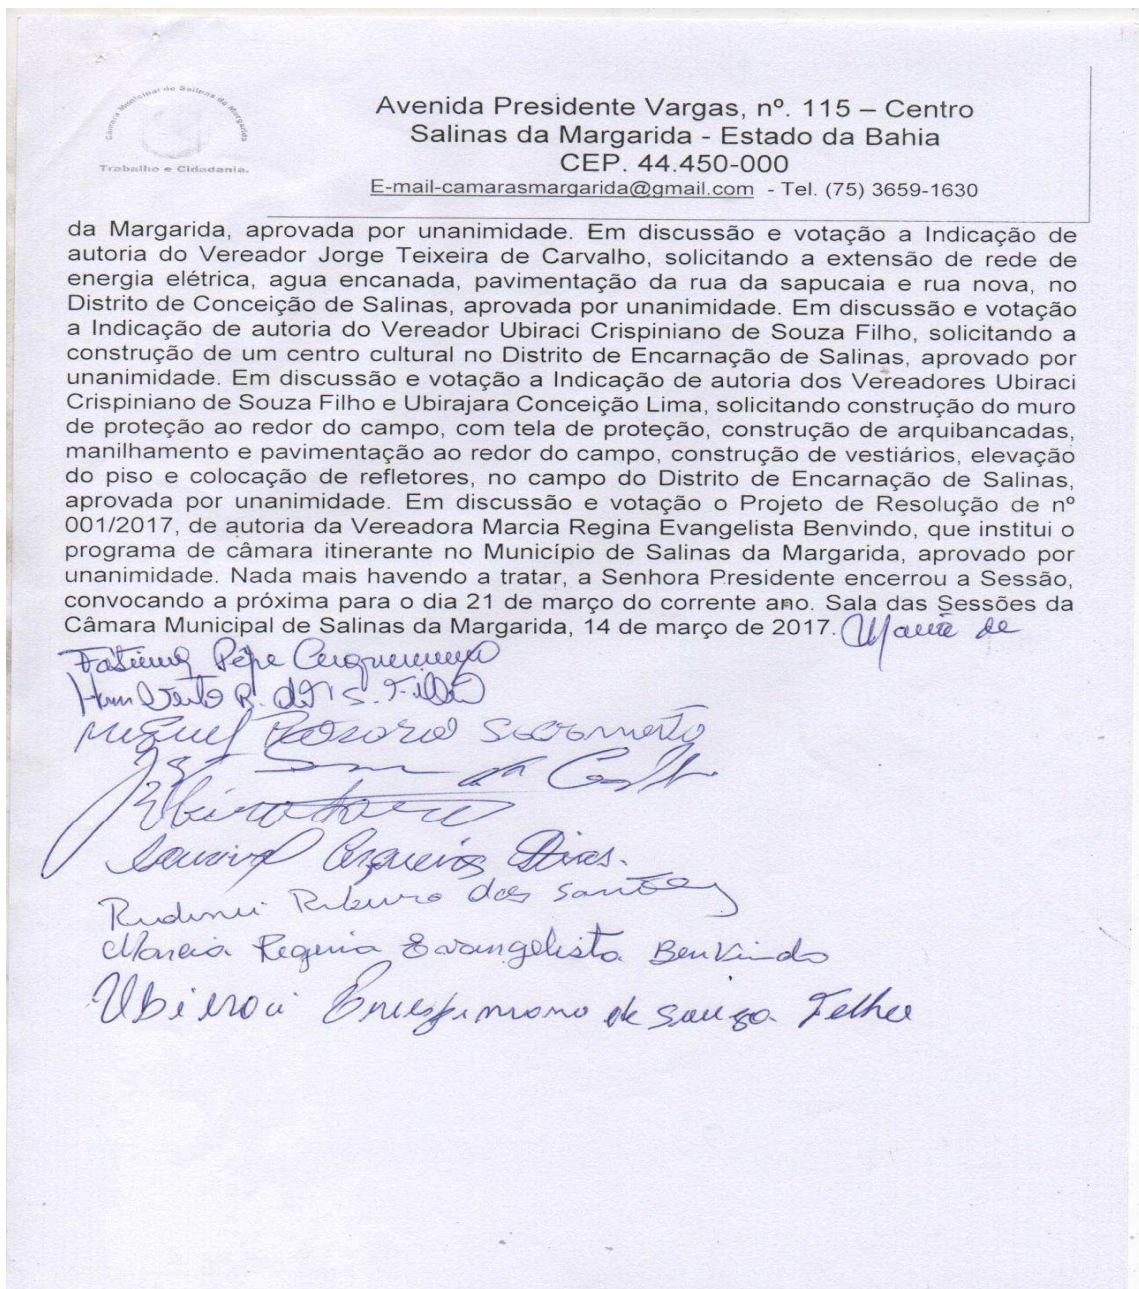 Câmara Municipal de Salinas da Margarida
Trabalho e Cidadania.
Avenida Presidente Vargas, nº. 115 – Centro
Salinas da Margarida - Estado da Bahia
CEP. 44.450-000
E-mail-camarasmargarida@gmail.com - Tel. (75) 3659-1630
da Margarida, aprovada por unanimidade. Em discussão e votação a Indicação de
autoria do Vereador Jorge Teixeira de Carvalho, solicitando a extensão de rede de
energia elétrica, agua encanada, pavimentação da rua da sapucaia e rua nova, no
Distrito de Conceição de Salinas, aprovada por unanimidade. Em discussão e votação
a Indicação de autoria do Vereador Ubiraci Crispiniano de Souza Filho, solicitando a
construção de um centro cultural no Distrito de Encarnação de Salinas, aprovado por
unanimidade. Em discussão e votação a Indicação de autoria dos Vereadores Ubiraci
Crispiniano de Souza Filho e Ubirajara Conceição Lima, solicitando construção do muro
de proteção ao redor do campo, com tela de proteção, construção de arquibancadas,
manilhamento e pavimentação ao redor do campo, construção de vestiários, elevação
do piso e colocação de refletores, no campo do Distrito de Encarnação de Salinas,
aprovada por unanimidade. Em discussão e votação o Projeto de Resolução de nº
001/2017, de autoria da Vereadora Marcia Regina Evangelista Benvindo, que institui o
programa de câmara itinerante no Município de Salinas da Margarida, aprovado por
unanimidade. Nada mais havendo a tratar, a Senhora Presidente encerrou a Sessão,
convocando a próxima para o dia 21 de março do corrente ano. Sala das Sessões da
Câmara Municipal de Salinas da Margarida, 14 de março de 2017. Maria de
Fátima Pepe Cerqueira
Humberto R. S. Filho
Miguel Rosario Sacramento
Cerqueira Dias.
Rudinei Ribeiro dos Santos
Marcia Regina Evangelista Benvindo
Ubiraci Crispiniano de Souza Filho